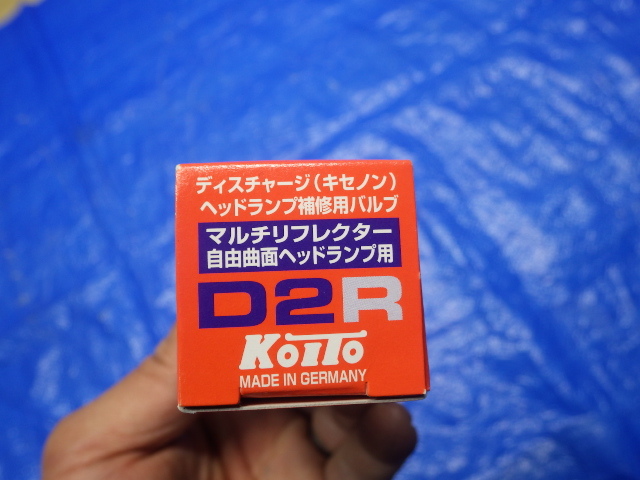 ディスチャージ(キセノン)
ヘッドランプ補修用バルブ
マルチリフレクター
自由曲面ヘッドランプ用
D2R
KOITO
MADE IN GERMANY